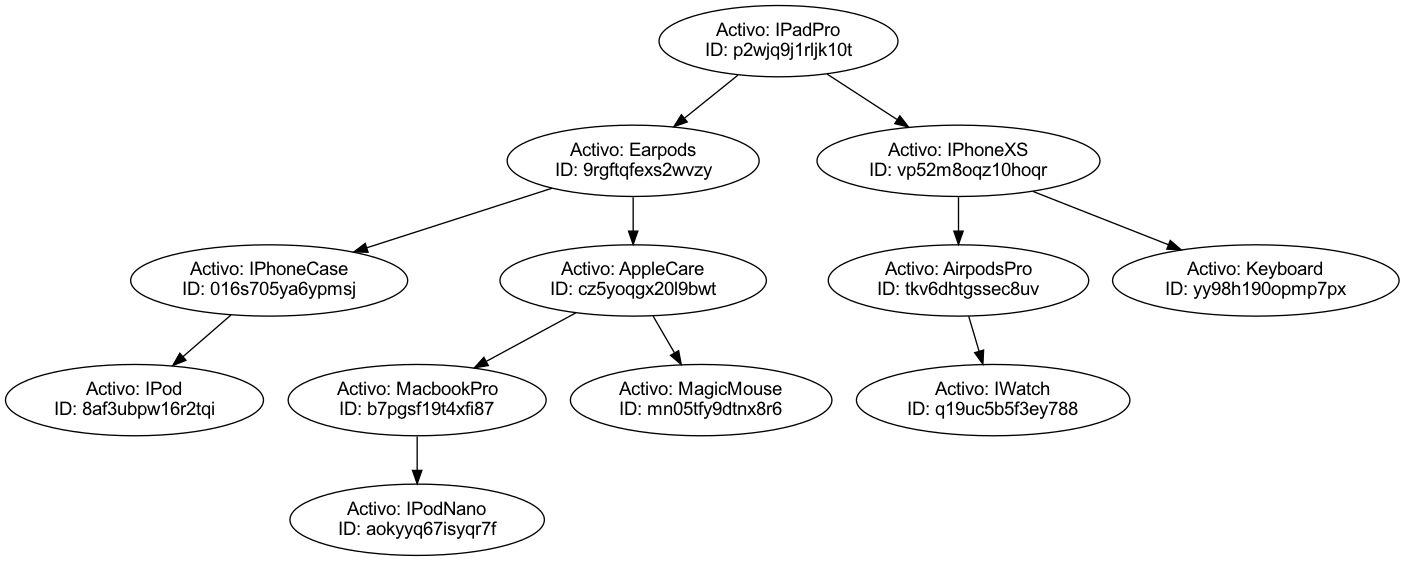 Activo: IPadPro
ID: p2wjq9j1rljk10t
Activo: Earpods
ID: 9rgftqfexs2wvzy
Activo: IPhoneXS
ID: vp52m8oqz10hoqr
Activo: IPhoneCase
ID: 016s705ya6ypmsj
Activo: AppleCare
ID: cz5yoqgx20l9bwt
Activo: AirpodsPro
ID: tkv6dhtgssec8uv
Activo: Keyboard
ID: yy98h190opmp7px
Activo: IPod
ID: 8af3ubpw16r2tqi
Activo: MacbookPro
ID: b7pgsf19t4xfi87
Activo: MagicMouse
ID: mn05tfy9dtnx8r6
Activo: IWatch
ID: q19uc5b5f3ey788
Activo: IPodNano
ID: aokyyq67isyqr7f